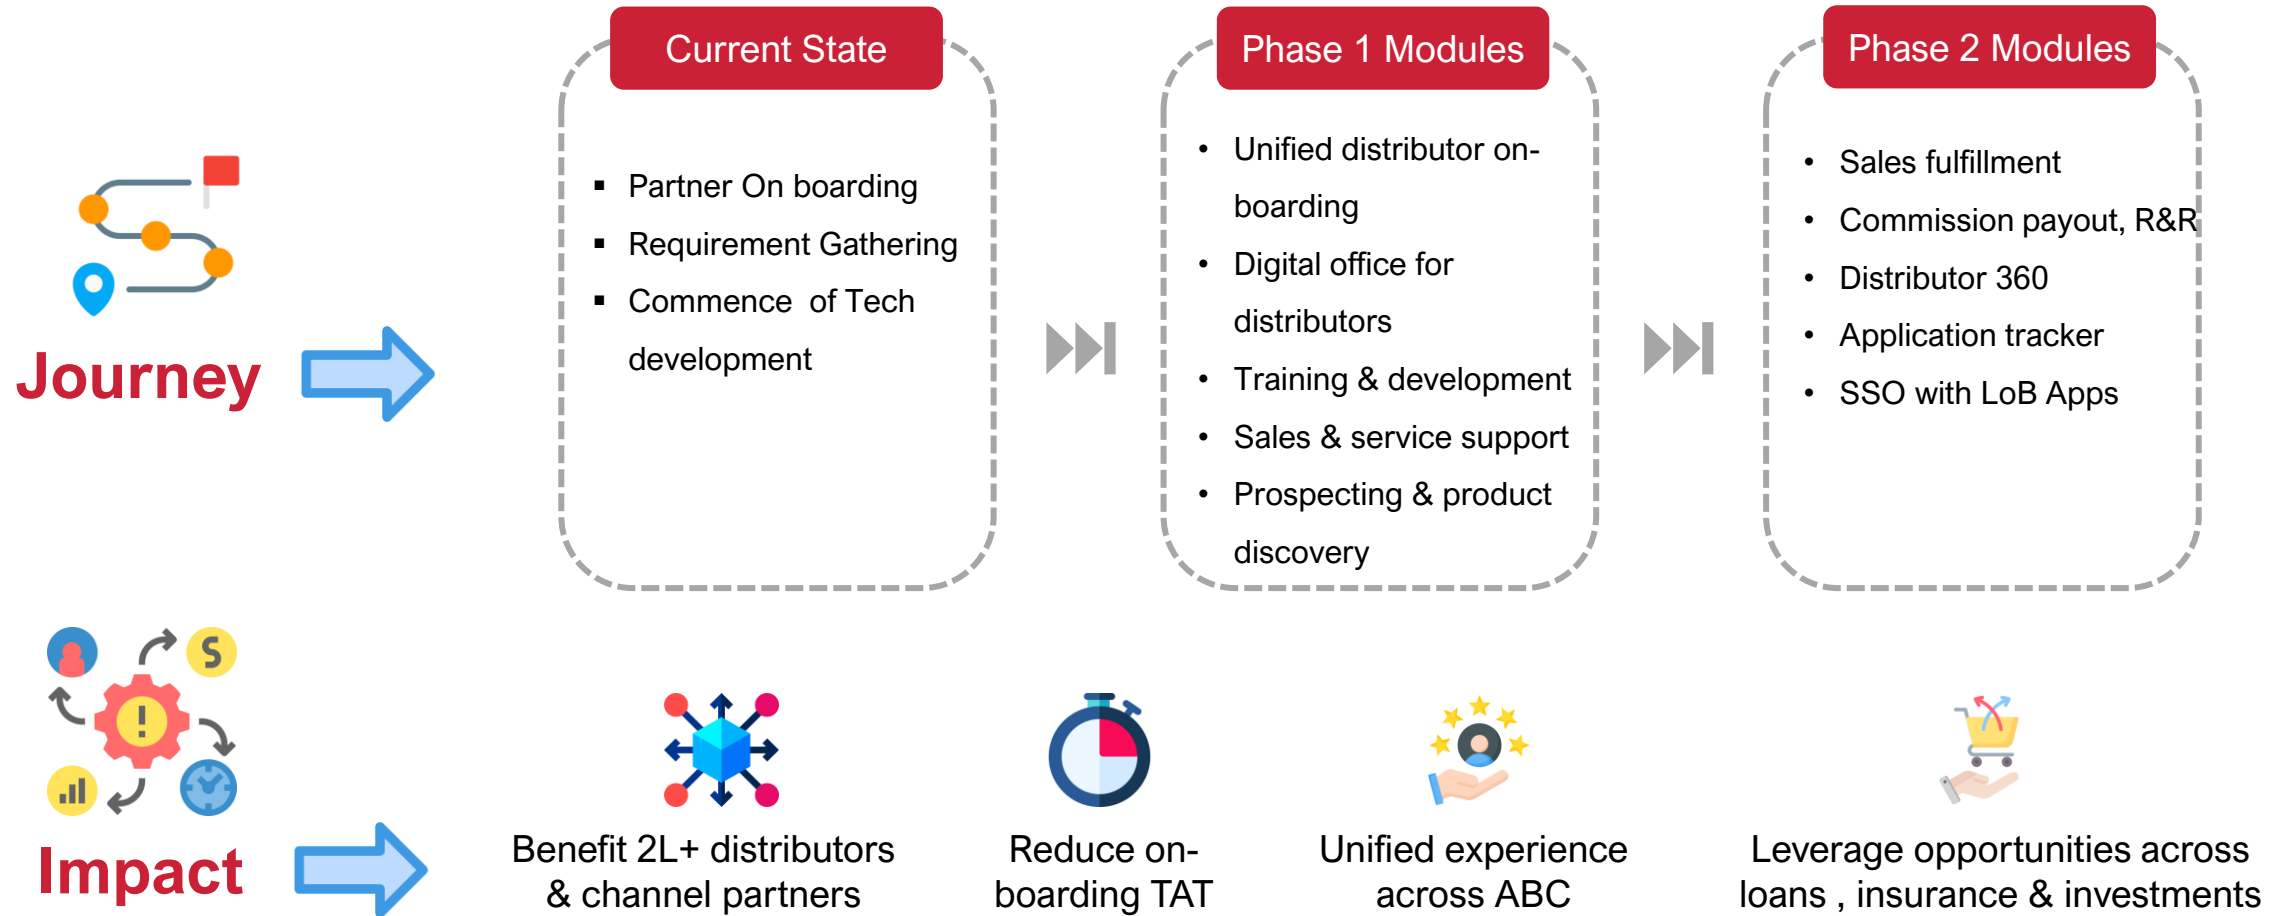 Current State
Phase 1 Modules
Phase 2 Modules
Journey
▪ Partner On boarding
▪ Requirement Gathering
▪ Commence of Tech
development
• Unified distributor on-
boarding
• Digital office for
distributors
• Training & development
• Sales & service support
• Prospecting & product
discovery
• Sales fulfillment
• Commission payout, R&R
• Distributor 360
• Application tracker
• SSO with LoB Apps
Impact
Benefit 2L+ distributors
& channel partners
Reduce on-
boarding TAT
Unified experience
across ABC
Leverage opportunities across
loans , insurance & investments